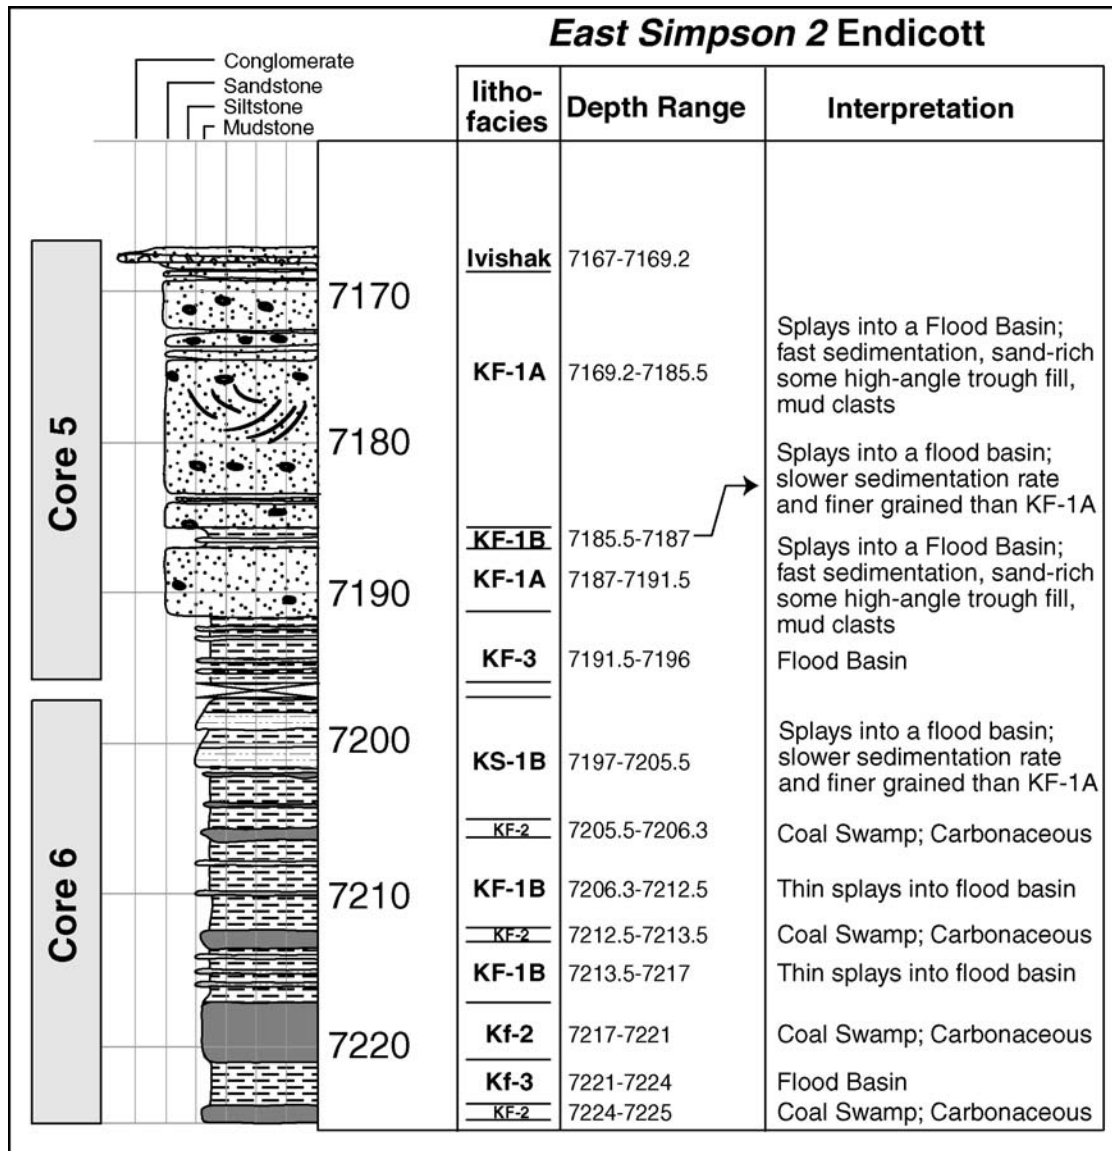 East Simpson 2 Endicott
Conglomerate
Sandstone
Siltstone
Mudstone
litho-
facies
Depth Range
Interpretation
Core 5
Core 6
7170
7180
7190
7200
7210
7220
Ivishak 7167-7169.2
KF-1A 7169.2-7185.5
Splays into a Flood Basin;
fast sedimentation, sand-rich
some high-angle trough fill,
mud clasts
KF-1B 7185.5-7187
Splays into a flood basin;
slower sedimentation rate
and finer grained than KF-1A
KF-1A 7187-7191.5
Splays into a Flood Basin;
fast sedimentation, sand-rich
some high-angle trough fill,
mud clasts
KF-3 7191.5-7196 Flood Basin
KS-1B 7197-7205.5
Splays into a flood basin;
slower sedimentation rate
and finer grained than KF-1A
KF-2 7205.5-7206.3 Coal Swamp; Carbonaceous
KF-1B 7206.3-7212.5 Thin splays into flood basin
KF-2 7212.5-7213.5 Coal Swamp; Carbonaceous
KF-1B 7213.5-7217 Thin splays into flood basin
Kf-2 7217-7221 Coal Swamp; Carbonaceous
Kf-3 7221-7224 Flood Basin
KF-2 7224-7225 Coal Swamp; Carbonaceous